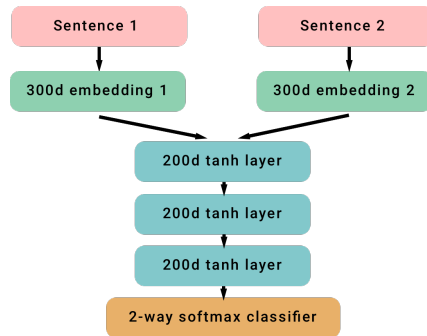 Sentence 1
Sentence 2
300d embedding 1
300d embedding 2
200d tanh layer
200d tanh layer
200d tanh layer
2-way softmax classifier